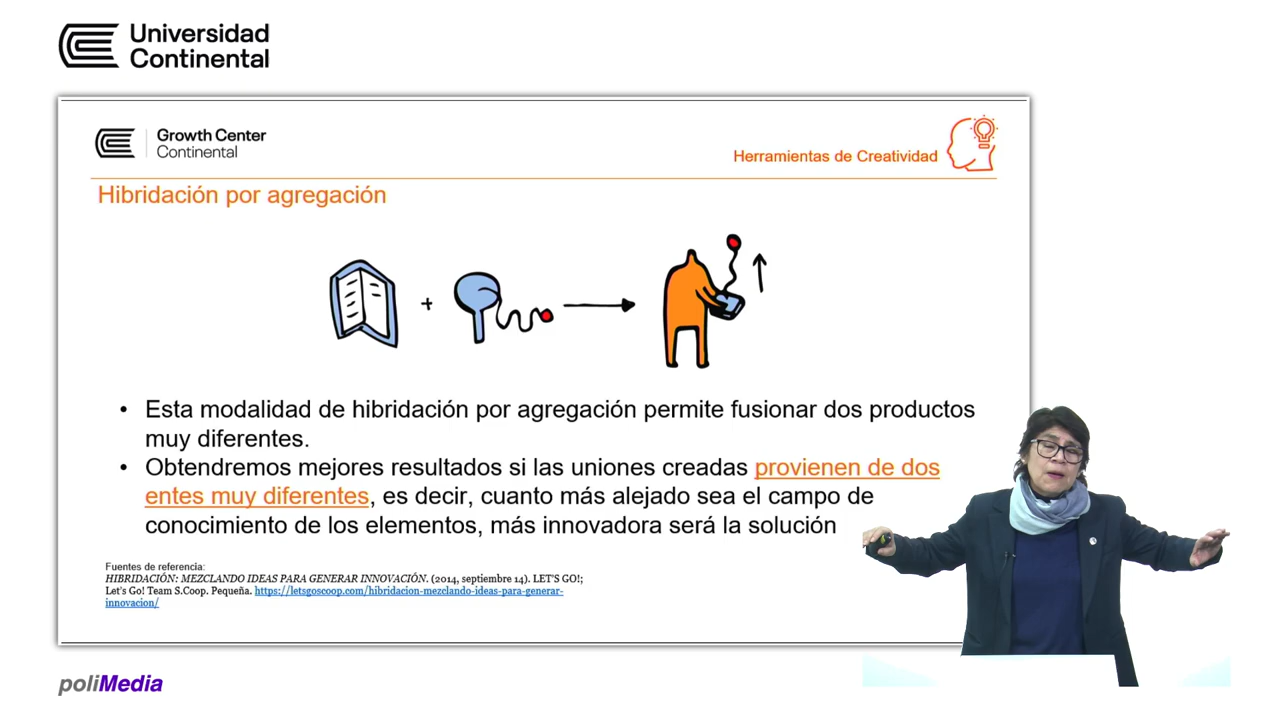 Universidad
Continental
Growth Center
Continental
Herramientas de Creatividad
Hibridación por agregación
+
• Esta modalidad de hibridación por agregación permite fusionar dos productos
muy diferentes.
• Obtendremos mejores resultados si las uniones creadas provienen de dos
entes muy diferentes, es decir, cuanto más alejado sea el campo de
conocimiento de los elementos, más innovadora será la solución
Fuentes de referencia:
HIBRIDACIÓN: MEZCLANDO IDEAS PARA GENERAR INNOVACIÓN. (2014, septiembre 14). LET'S GO!;
Let's Go! Team S.Coop. Pequeña. https://letsgoscoop.com/hibridacion-mezclando-ideas-para-generar-
innovacion/
poliMedia